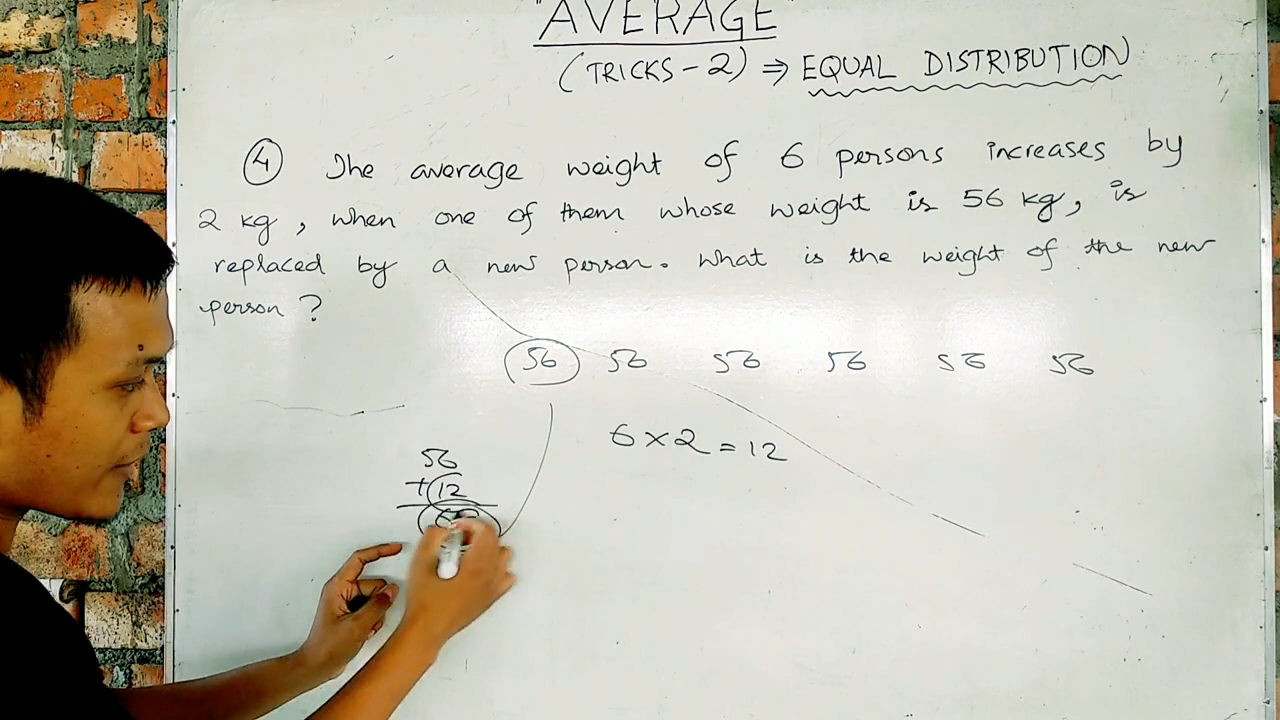 "AVERAGE"
(TRICKS-2) ⇒ EQUAL DISTRIBUTION
④ The average weight of 6 persons increases by
2 kg, when one of them whose weight is 56 kg, is
replaced by a new person. What is the weight of the new
person?
56 56 56 56 56 56
6×2=12
56
+12